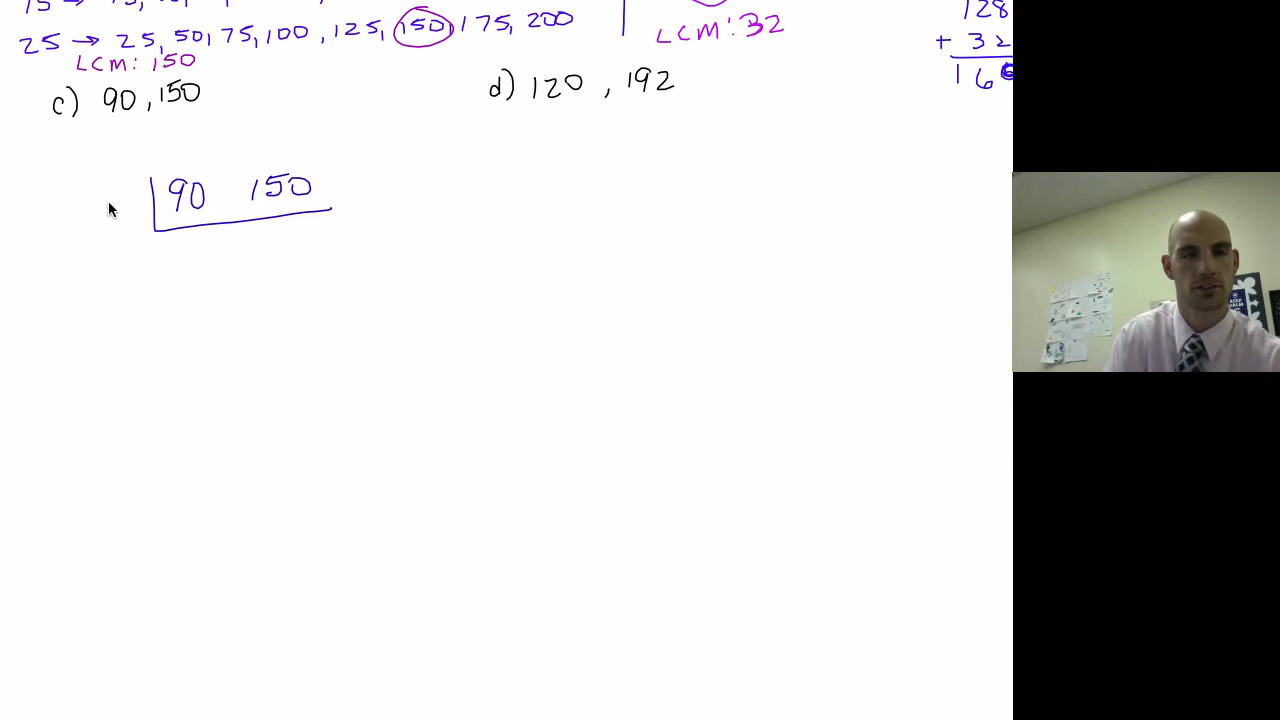 25 → 25, 50, 75, 100, 125, 150, 175, 200
LCM: 150
LCM: 32
128
+ 32
160
c) 90, 150
d) 120, 192
90 150